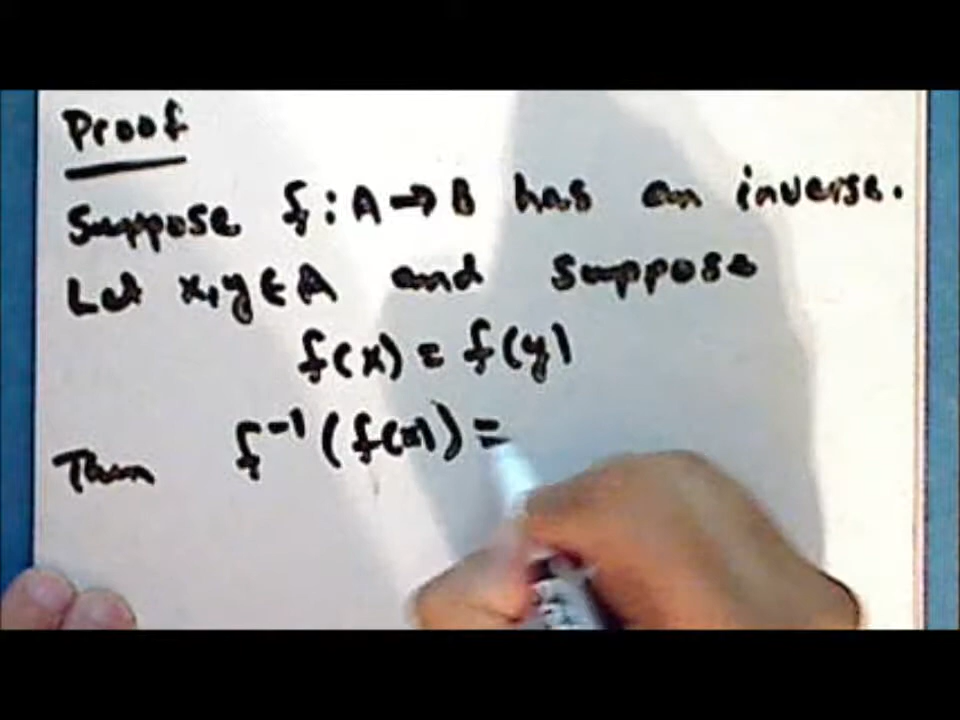 Proof
Suppose f : A → B has an inverse.
Let x, y ∈ A and suppose
f(x) = f(y)
Then f⁻¹(f(x)) =